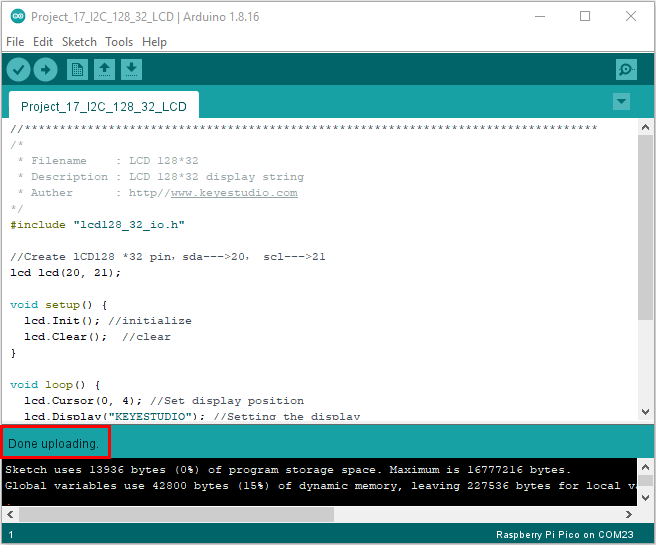 Project_17_I2C_128_32_LCD | Arduino 1.8.16
File Edit Sketch Tools Help
Project_17_I2C_128_32_LCD
//**********************************************************************************
/*
 * Filename    : LCD 128*32
 * Description : LCD 128*32 display string
 * Auther      : http//www.keyestudio.com
*/
#include "lcd128_32_io.h"
//Create lCD128 *32 pin，sda--->20， scl--->21
lcd lcd(20, 21);
void setup() {
  lcd.Init(); //initialize
  lcd.Clear();  //clear
}
void loop() {
  lcd.Cursor(0, 4); //Set display position
  lcd.Display("KEYESTUDIO"); //Setting the display
Done uploading.
Sketch uses 13936 bytes (0%) of program storage space. Maximum is 16777216 bytes.
Global variables use 42800 bytes (15%) of dynamic memory, leaving 227536 bytes for local va
1
Raspberry Pi Pico on COM23